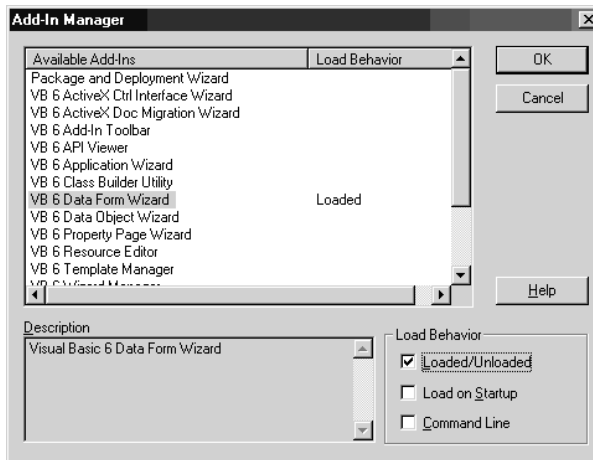 Add-In Manager
Available Add-Ins Load Behavior
Package and Deployment Wizard
VB 6 ActiveX Ctrl Interface Wizard
VB 6 ActiveX Doc Migration Wizard
VB 6 Add-In Toolbar
VB 6 API Viewer
VB 6 Application Wizard
VB 6 Class Builder Utility
VB 6 Data Form Wizard Loaded
VB 6 Data Object Wizard
VB 6 Property Page Wizard
VB 6 Resource Editor
VB 6 Template Manager
VB 6 Wizard Manager
OK
Cancel
Help
Description
Visual Basic 6 Data Form Wizard
Load Behavior
Loaded/Unloaded
Load on Startup
Command Line